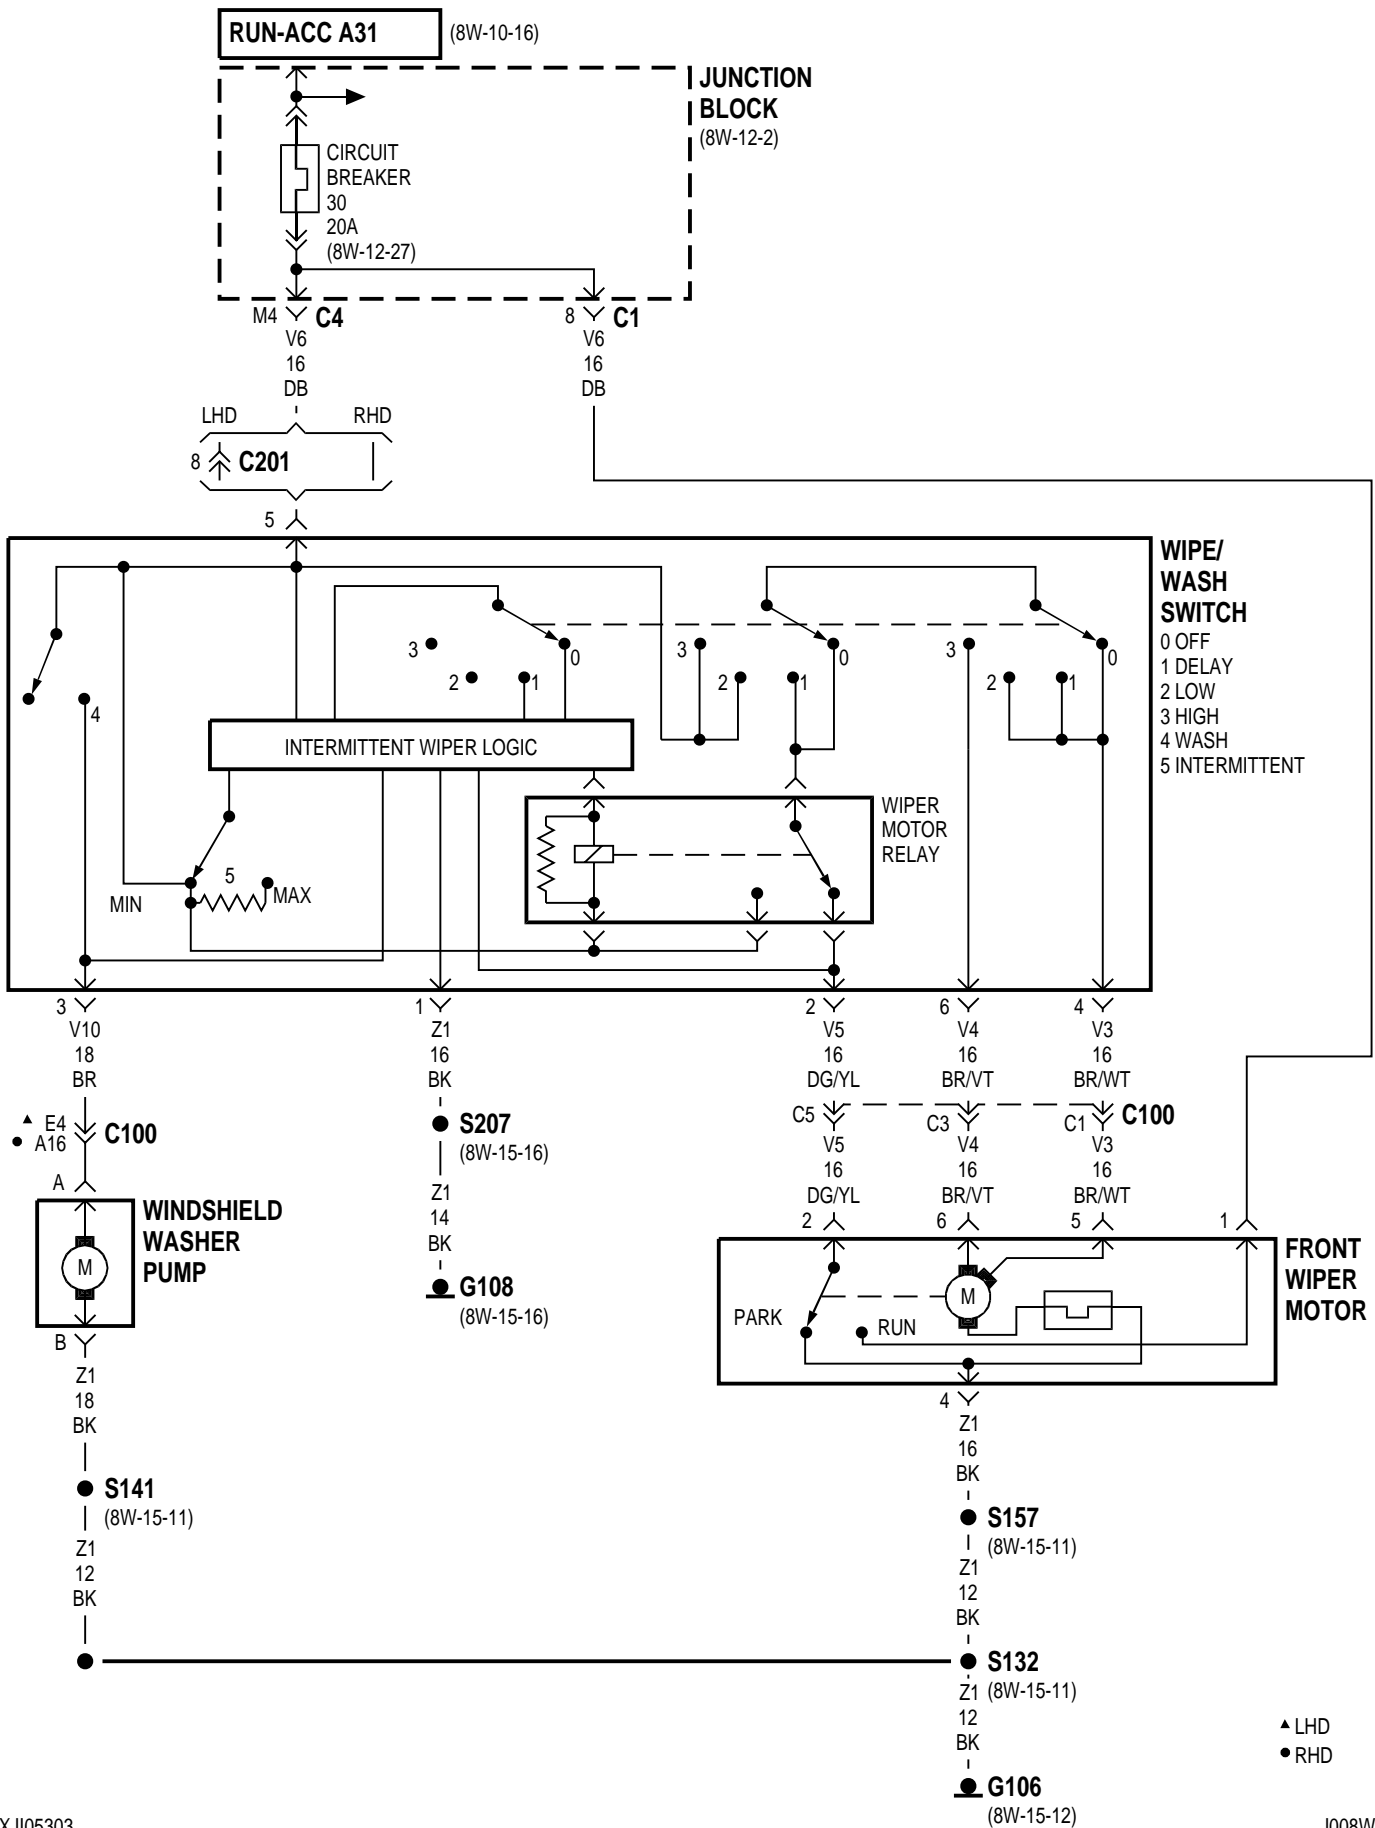 RUN-ACC A31
(8W-10-16)
JUNCTION
BLOCK
(8W-12-2)
CIRCUIT
BREAKER
30
20A
(8W-12-27)
M4
C4
8
C1
V6
16
DB
V6
16
DB
LHD
RHD
8
C201
5
WIPE/
WASH
SWITCH
0 OFF
1 DELAY
2 LOW
3 HIGH
4 WASH
5 INTERMITTENT
4
3
2
1
0
3
2
1
0
3
2
1
0
INTERMITTENT WIPER LOGIC
WIPER
MOTOR
RELAY
5
MIN
MAX
3
V10
18
BR
1
Z1
16
BK
2
V5
16
DG/YL
6
V4
16
BR/VT
4
V3
16
BR/WT
E4
A16
C100
S207
(8W-15-16)
C5
C3
C1
C100
V5
16
DG/YL
V4
16
BR/VT
V3
16
BR/WT
A
Z1
14
BK
2
6
5
1
WINDSHIELD
WASHER
PUMP
M
G108
(8W-15-16)
FRONT
WIPER
MOTOR
PARK
RUN
M
B
Z1
18
BK
4
Z1
16
BK
S141
(8W-15-11)
S157
(8W-15-11)
Z1
12
BK
Z1
12
BK
S132
(8W-15-11)
Z1
12
BK
LHD
RHD
G106
(8W-15-12)